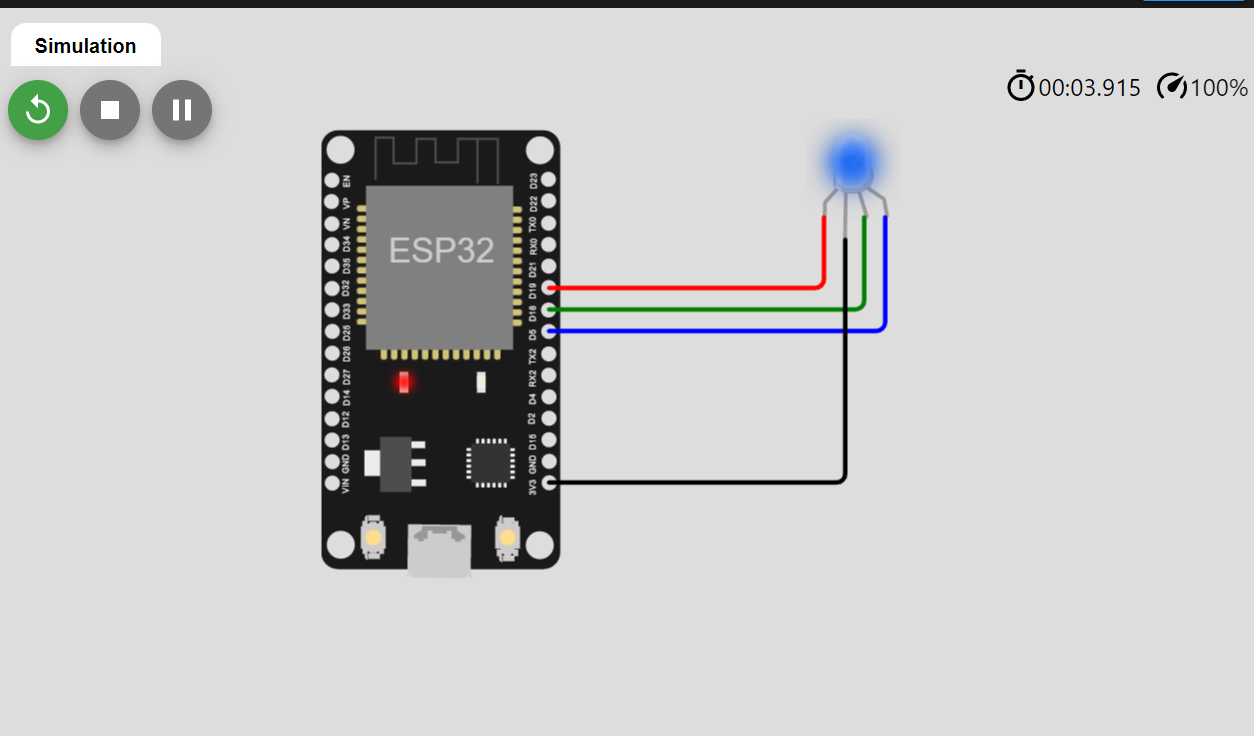 Simulation
00:03.915 100%
ESP32
EN
VP
VN
D34
D35
D32
D33
D25
D26
D27
D14
D12
D13
GND
VIN
D23
D22
TX0
RX0
D21
D19
D18
D5
TX2
RX2
D4
D2
D15
GND
3V3